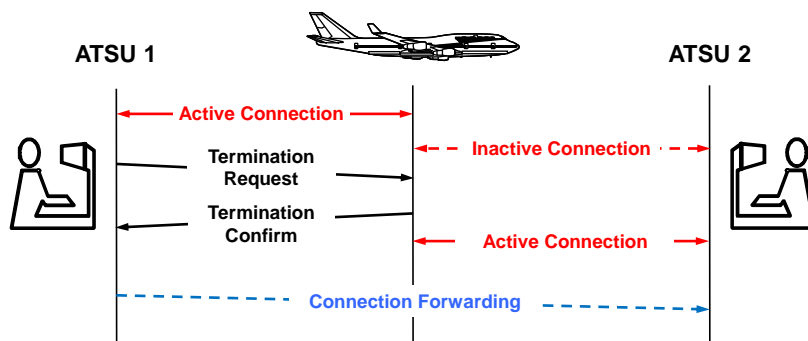 ATSU 1
ATSU 2
Active Connection
Inactive Connection
Termination
Request
Termination
Confirm
Active Connection
Connection Forwarding